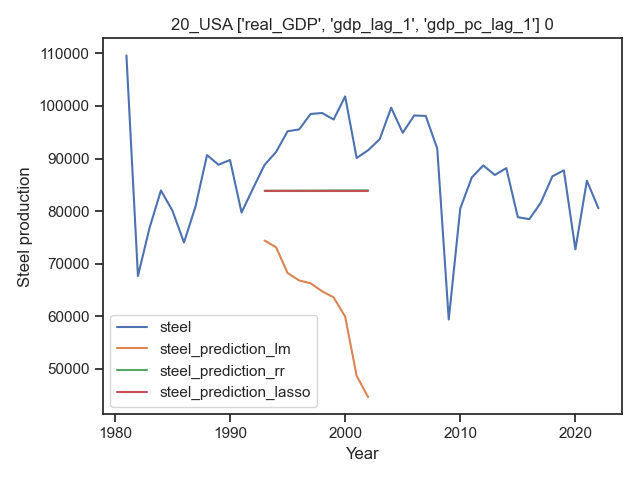 20_USA ['real_GDP', 'gdp_lag_1', 'gdp_pc_lag_1'] 0
110000
100000
90000
80000
70000
60000
50000
Steel production
steel
steel_prediction_lm
steel_prediction_rr
steel_prediction_lasso
1980 1990 2000 2010 2020
Year